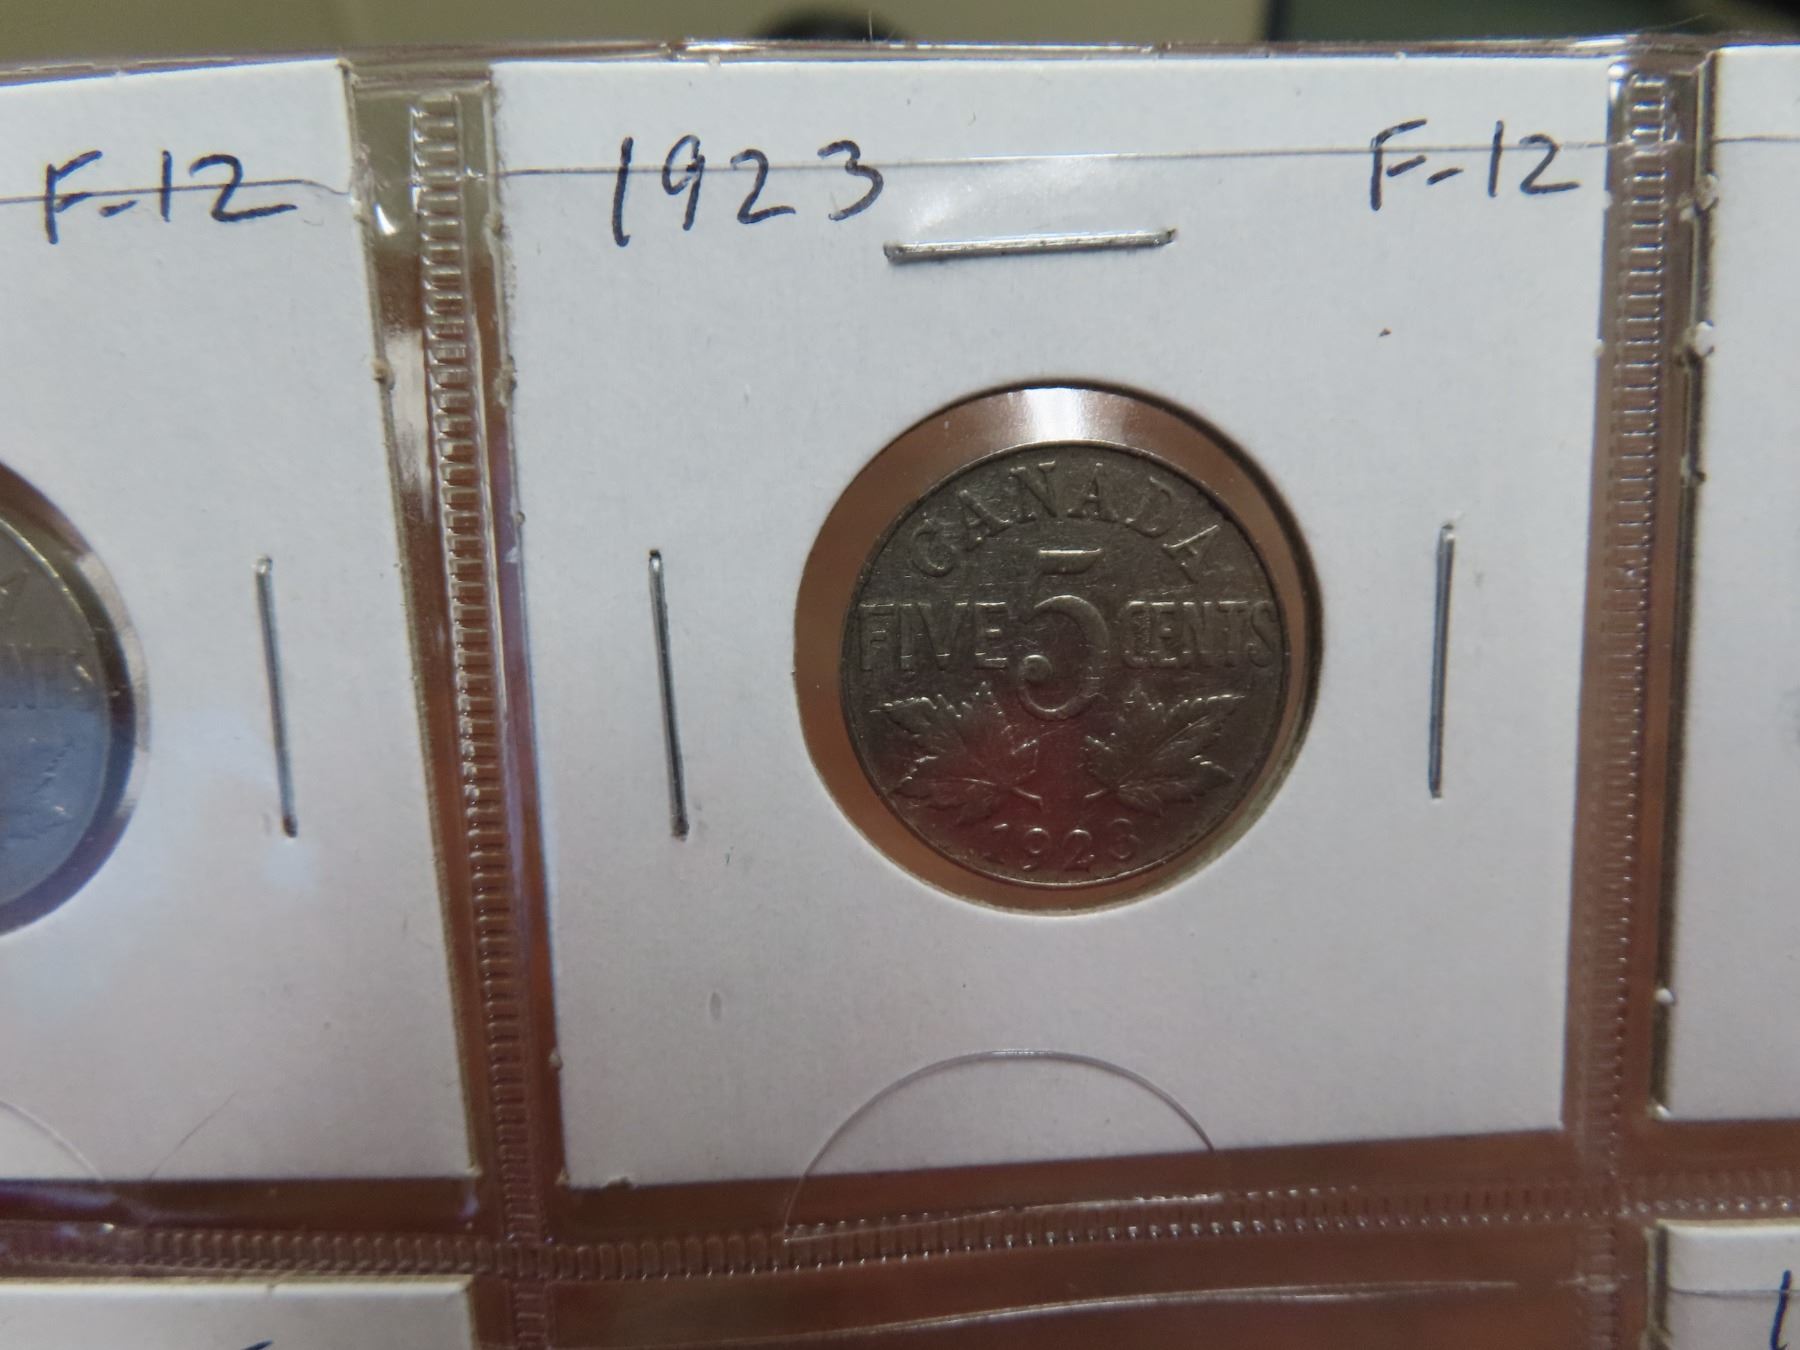 F-12
1923 F-12
CANADA
FIVE 5 CENTS
1923